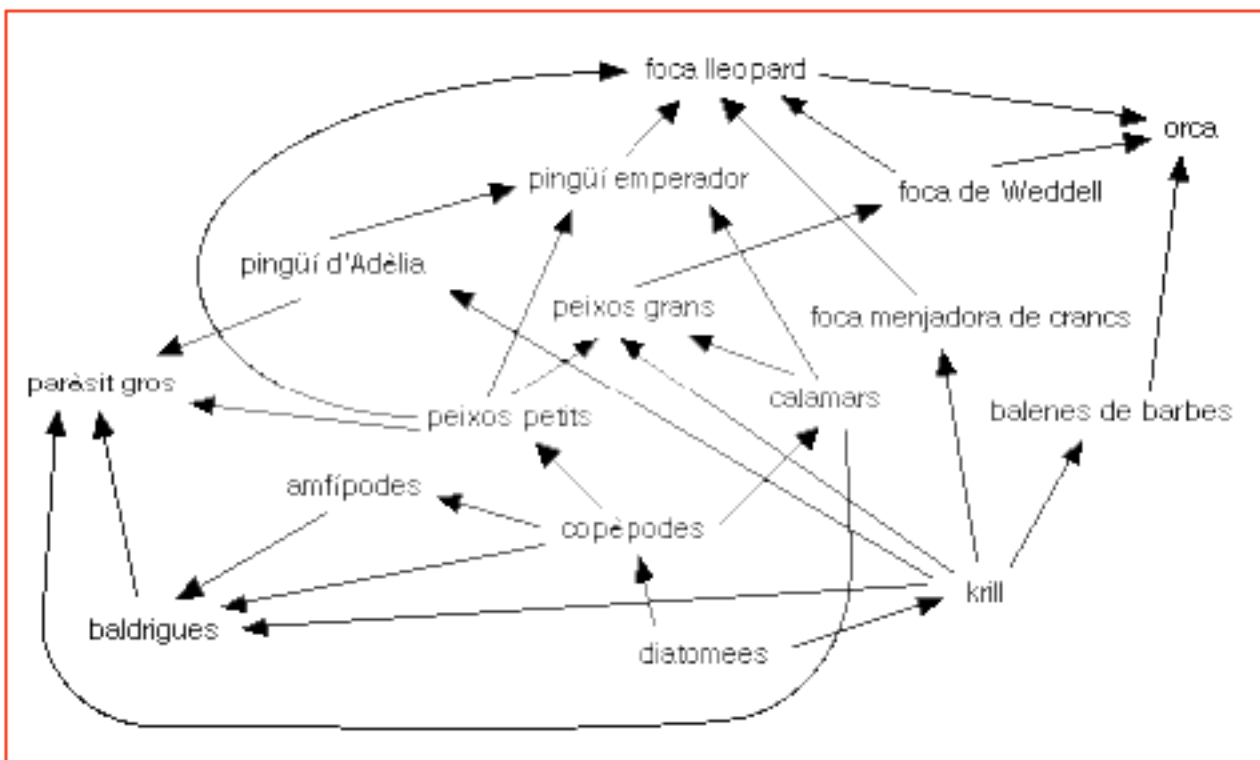 foca lleopard
orca
pingüí emperador
foca de Weddell
pingüí d'Adèlia
peixos grans
foca menjadora de crancs
paràsit gros
calamars
peixos petits
balenes de barbes
amfípodes
copèpodes
krill
baldrigues
diatomees